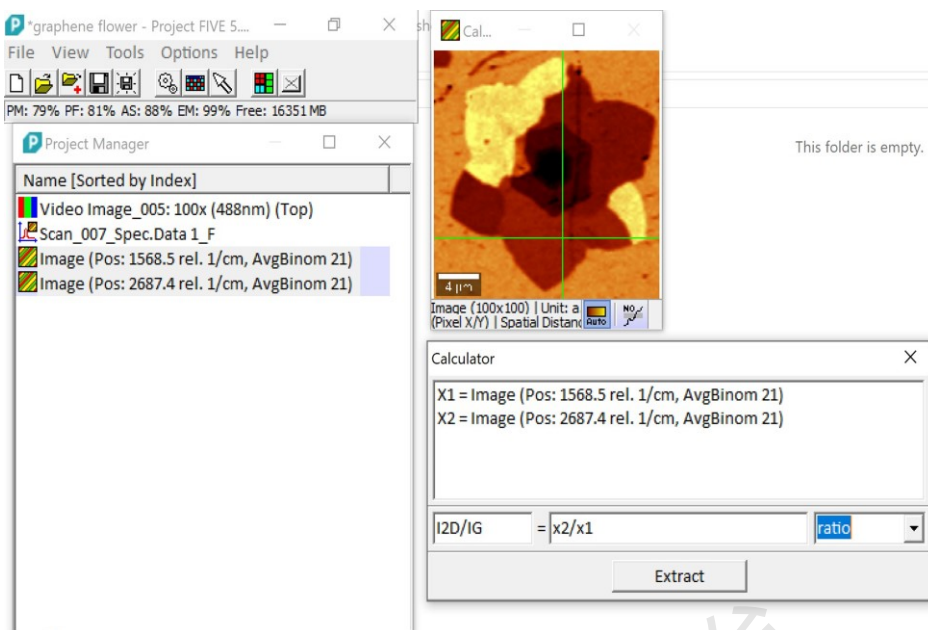 *graphene flower - Project FIVE 5....
File View Tools Options Help
PM: 79% PF: 81% AS: 88% EM: 99% Free: 16351 MB
Project Manager
Name [Sorted by Index]
Video Image_005: 100x (488nm) (Top)
Scan_007_Spec.Data 1_F
Image (Pos: 1568.5 rel. 1/cm, AvgBinom 21)
Image (Pos: 2687.4 rel. 1/cm, AvgBinom 21)
sh
Cal...
4 µm
Image (100x100) | Unit: a
(Pixel X/Y) | Spatial Distanc
Auto
NO
This folder is empty.
Calculator
X1 = Image (Pos: 1568.5 rel. 1/cm, AvgBinom 21)
X2 = Image (Pos: 2687.4 rel. 1/cm, AvgBinom 21)
I2D/IG = x2/x1 ratio
Extract